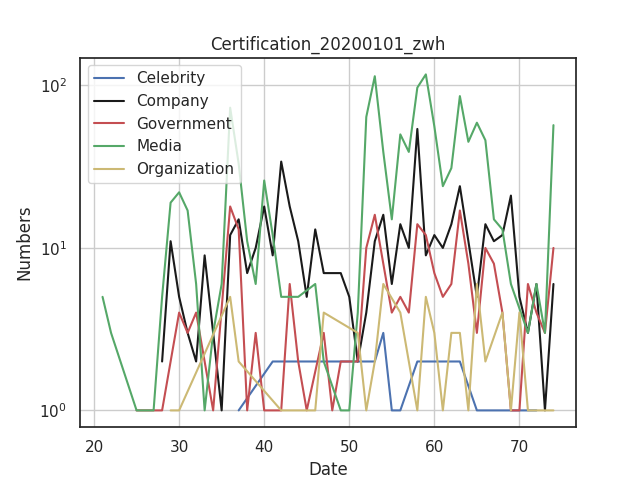 Certification_20200101_zwh
Celebrity
Company
Government
Media
Organization
Numbers
10²
10¹
10⁰
20 30 40 50 60 70
Date